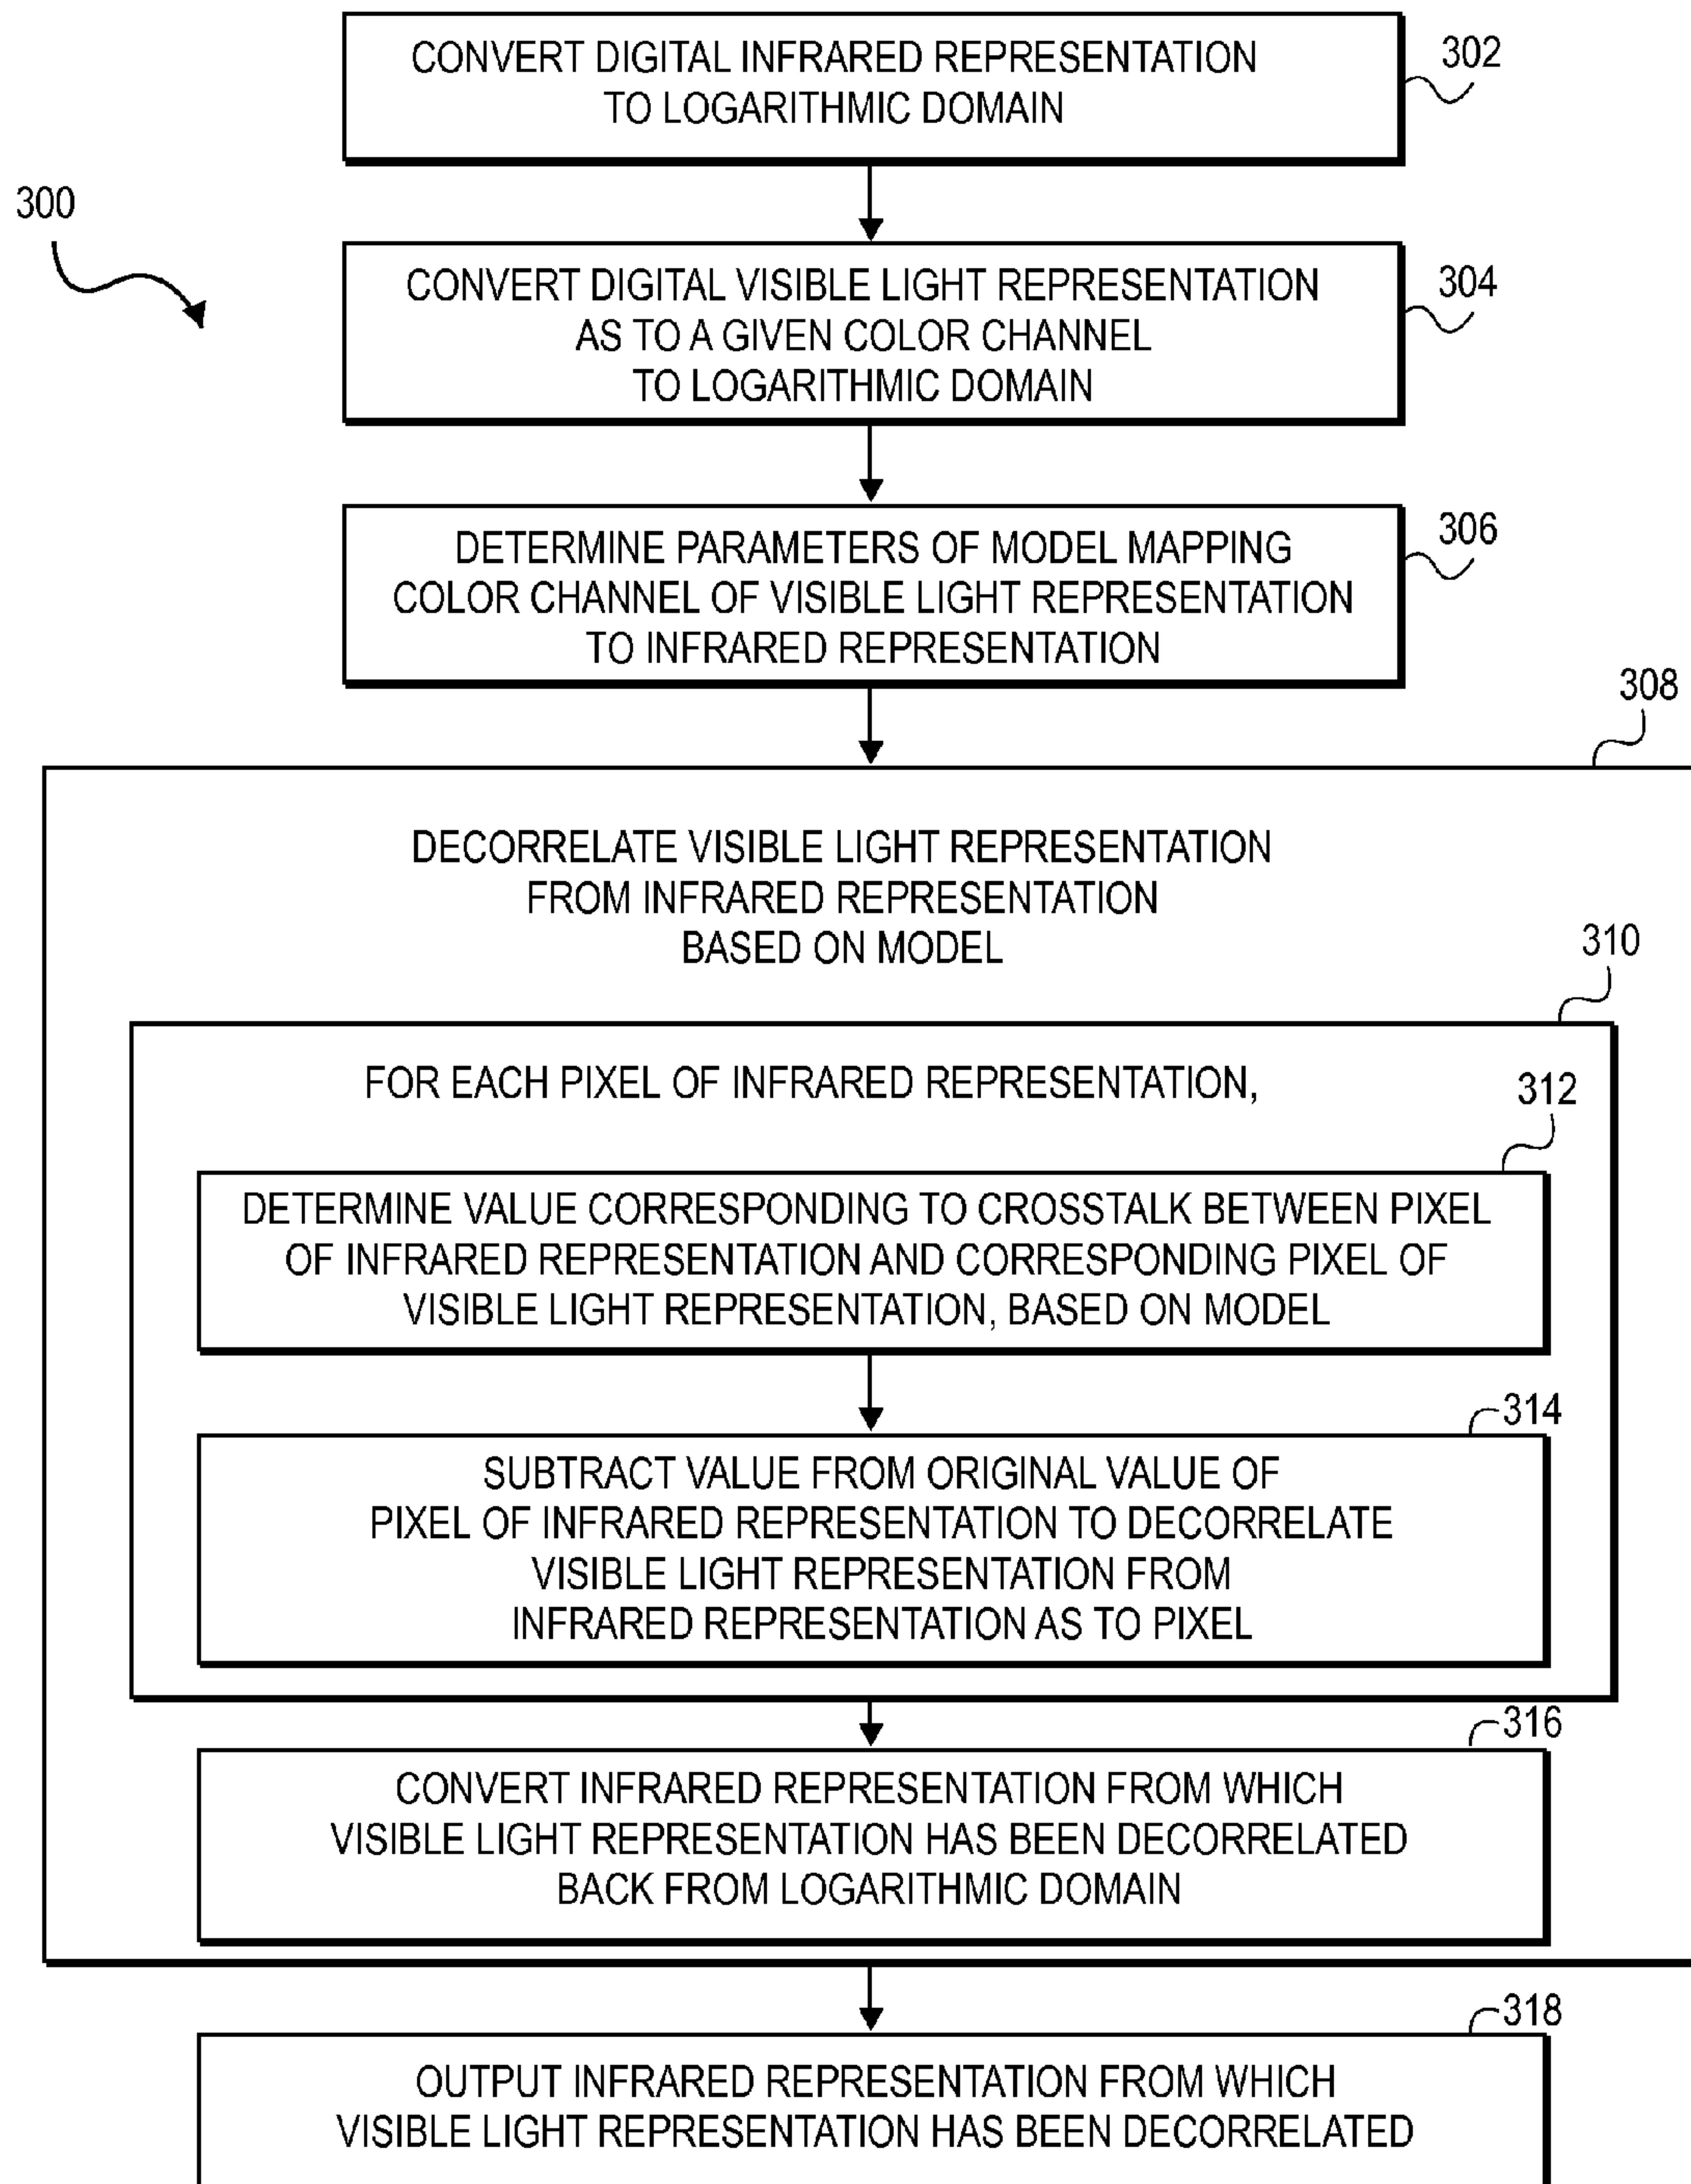 CONVERT DIGITAL INFRARED REPRESENTATION
TO LOGARITHMIC DOMAIN
302
300
CONVERT DIGITAL VISIBLE LIGHT REPRESENTATION
AS TO A GIVEN COLOR CHANNEL
TO LOGARITHMIC DOMAIN
304
DETERMINE PARAMETERS OF MODEL MAPPING
COLOR CHANNEL OF VISIBLE LIGHT REPRESENTATION
TO INFRARED REPRESENTATION
306
308
DECORRELATE VISIBLE LIGHT REPRESENTATION
FROM INFRARED REPRESENTATION
BASED ON MODEL
310
FOR EACH PIXEL OF INFRARED REPRESENTATION,
312
DETERMINE VALUE CORRESPONDING TO CROSSTALK BETWEEN PIXEL
OF INFRARED REPRESENTATION AND CORRESPONDING PIXEL OF
VISIBLE LIGHT REPRESENTATION, BASED ON MODEL
314
SUBTRACT VALUE FROM ORIGINAL VALUE OF
PIXEL OF INFRARED REPRESENTATION TO DECORRELATE
VISIBLE LIGHT REPRESENTATION FROM
INFRARED REPRESENTATION AS TO PIXEL
316
CONVERT INFRARED REPRESENTATION FROM WHICH
VISIBLE LIGHT REPRESENTATION HAS BEEN DECORRELATED
BACK FROM LOGARITHMIC DOMAIN
318
OUTPUT INFRARED REPRESENTATION FROM WHICH
VISIBLE LIGHT REPRESENTATION HAS BEEN DECORRELATED